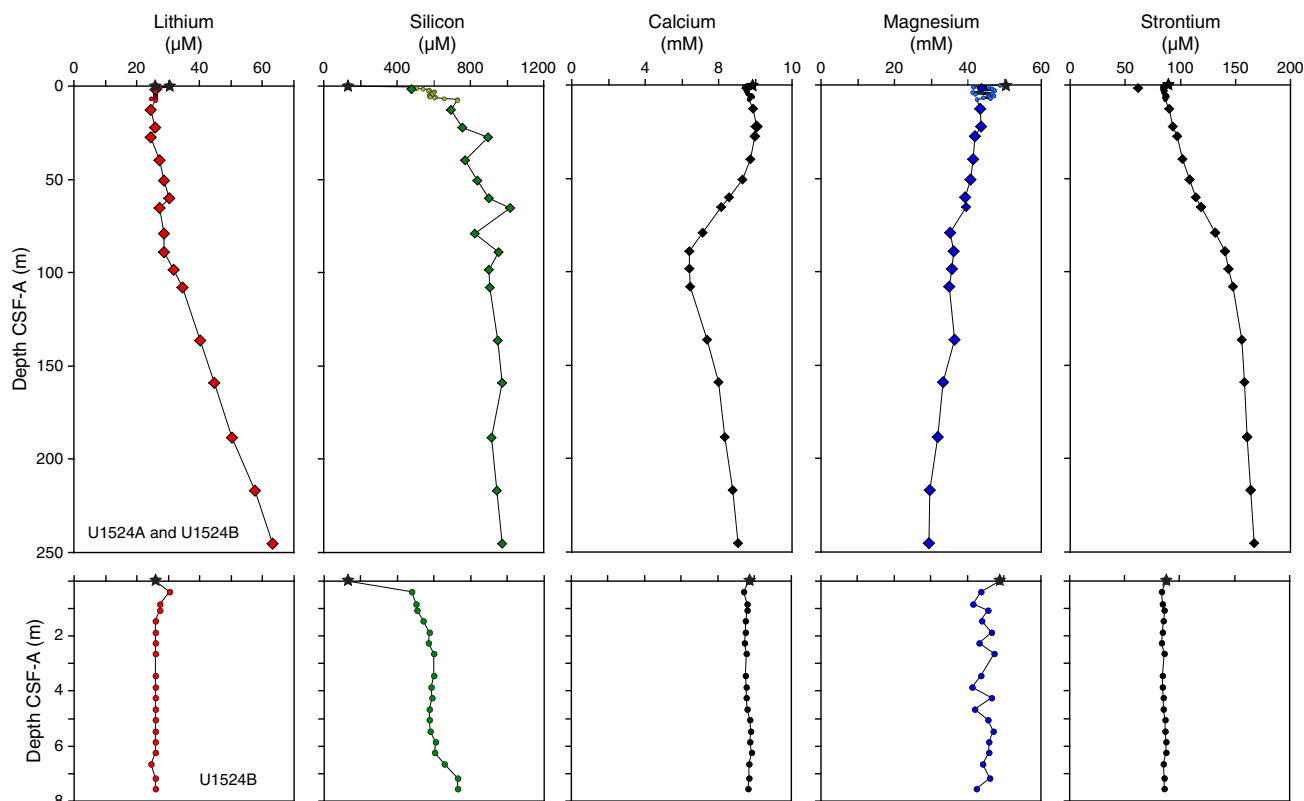 Lithium Silicon Calcium Magnesium Strontium
(µM) (µM) (mM) (mM) (µM)
0 20 40 60 0 400 800 1200 0 2 4 6 8 10 0 20 40 60 0 50 100 150 200
0
50
100
150
200
250
Depth CSF-A (m)
U1524A and U1524B
2
4
6
8
Depth CSF-A (m)
U1524B